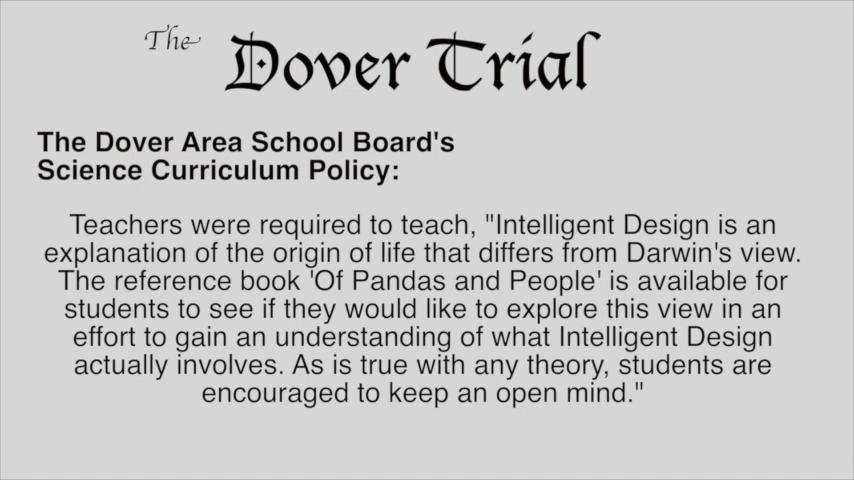 The Dover Trial
The Dover Area School Board's
Science Curriculum Policy:
Teachers were required to teach, "Intelligent Design is an
explanation of the origin of life that differs from Darwin's view.
The reference book 'Of Pandas and People' is available for
students to see if they would like to explore this view in an
effort to gain an understanding of what Intelligent Design
actually involves. As is true with any theory, students are
encouraged to keep an open mind."